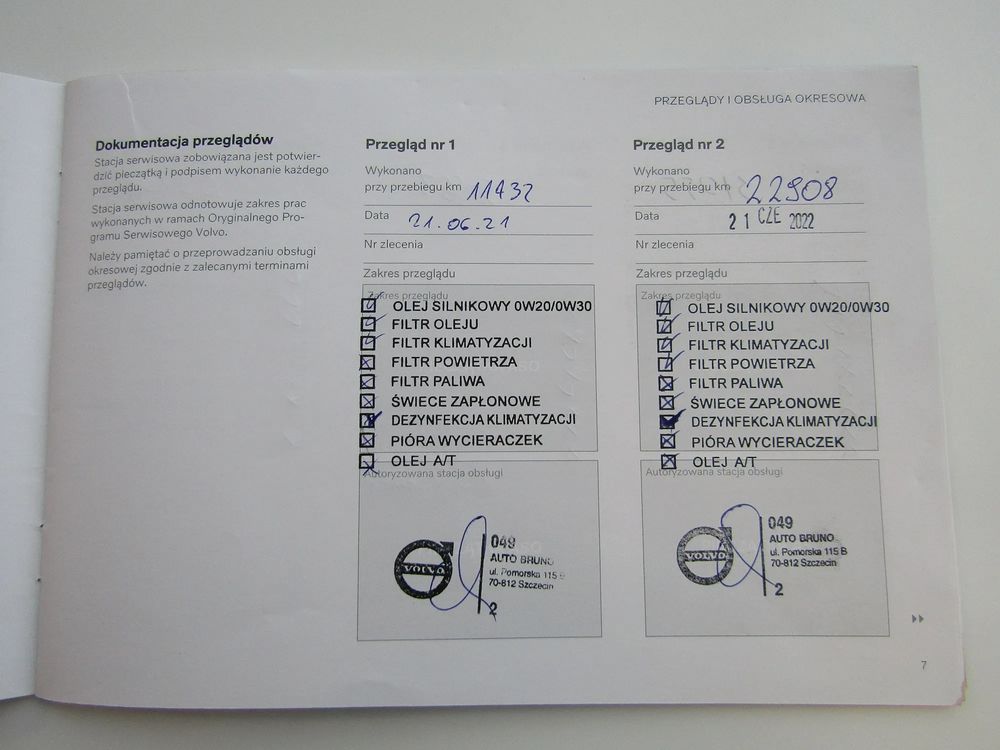 PRZEGLĄDY I OBSŁUGA OKRESOWA
Dokumentacja przeglądów
Stacja serwisowa zobowiązana jest potwier-
dzić pieczątką i podpisem wykonanie każdego
przeglądu.
Stacja serwisowa odnotowuje zakres prac
wykonanych w ramach Oryginalnego Pro-
gramu Serwisowego Volvo.
Należy pamiętać o przeprowadzaniu obsługi
okresowej zgodnie z zalecanymi terminami
przeglądów.
Przegląd nr 1
Wykonano
przy przebiegu km 11432
Data 21.06.21
Nr zlecenia
Zakres przeglądu
Zakres przeglądu
OLEJ SILNIKOWY 0W20/0W30
FILTR OLEJU
FILTR KLIMATYZACJI
FILTR POWIETRZA
FILTR PALIWA
ŚWIECE ZAPŁONOWE
DEZYNFEKCJA KLIMATYZACJI
PIÓRA WYCIERACZEK
OLEJ A/T
Autoryzowana stacja obsługi
VOLVO
049
AUTO BRUNO
ul. Pomorska 115 B
70-812 Szczecin
2
Przegląd nr 2
Wykonano
przy przebiegu km 22908
Data 21 CZE 2022
Nr zlecenia
Zakres przeglądu
Zakres przeglądu
OLEJ SILNIKOWY 0W20/0W30
FILTR OLEJU
FILTR KLIMATYZACJI
FILTR POWIETRZA
FILTR PALIWA
ŚWIECE ZAPŁONOWE
DEZYNFEKCJA KLIMATYZACJI
PIÓRA WYCIERACZEK
OLEJ A/T
Autoryzowana stacja obsługi
VOLVO
049
AUTO BRUNO
ul. Pomorska 115 B
70-812 Szczecin
2
7